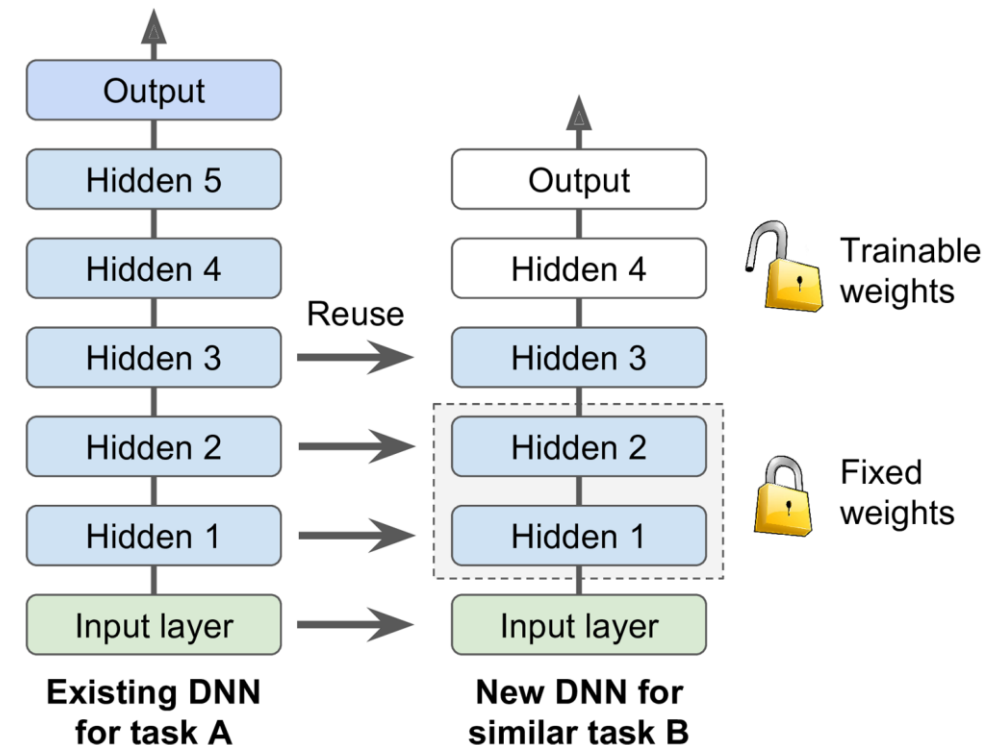 Output
Hidden 5
Hidden 4
Hidden 3
Hidden 2
Hidden 1
Input layer
Existing DNN
for task A
Reuse
Output
Hidden 4
Hidden 3
Hidden 2
Hidden 1
Input layer
New DNN for
similar task B
Trainable
weights
Fixed
weights